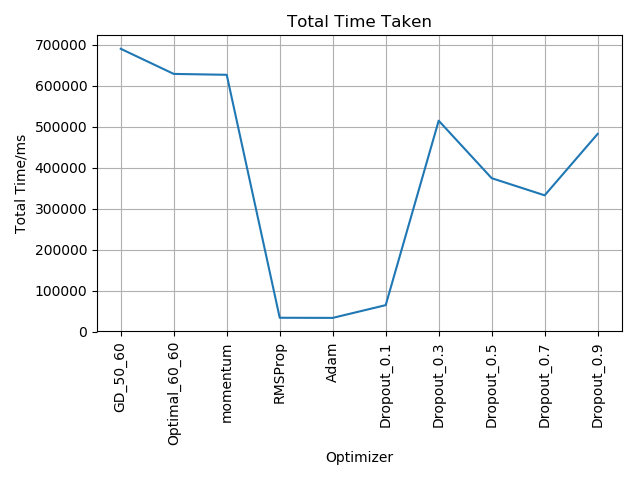 Total Time Taken
Total Time/ms
700000
600000
500000
400000
300000
200000
100000
0
GD_50_60
Optimal_60_60
momentum
RMSProp
Adam
Dropout_0.1
Dropout_0.3
Dropout_0.5
Dropout_0.7
Dropout_0.9
Optimizer